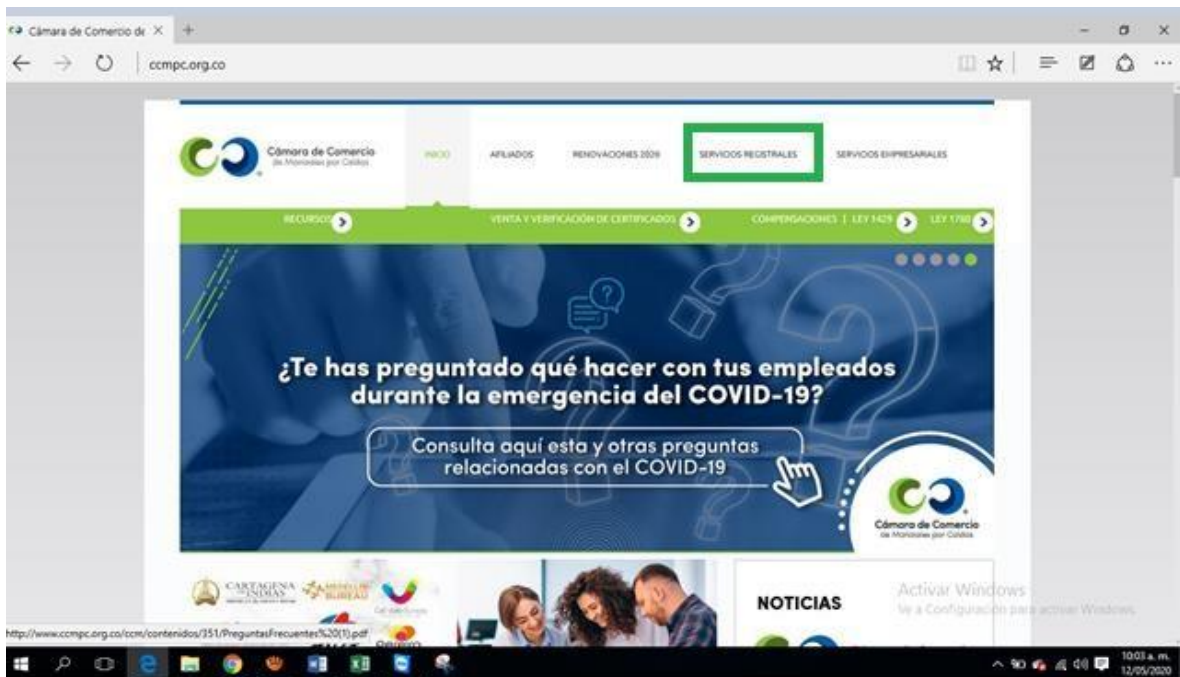 Cámara de Comercio de
ccmpc.org.co
Cámara de Comercio
de Manizales por Caldas
INICIO
AFILIADOS
RENOVACIONES 2020
SERVICIOS REGISTRALES
SERVICIOS EMPRESARIALES
RECURSOS
VENTA Y VERIFICACIÓN DE CERTIFICADOS
COMPENSACIONES | LEY 1429
LEY 1780
¿Te has preguntado qué hacer con tus empleados
durante la emergencia del COVID-19?
Consulta aquí esta y otras preguntas
relacionadas con el COVID-19
Cámara de Comercio
de Manizales por Caldas
CARTAGENA
DE INDIAS
BUREAU
NOTICIAS
Activar Windows
Ve a Configuración para activar Windows.
http://www.ccmpc.org.co/ccm/contenidos/351/PreguntasFrecuentes%20(1).pdf
Pereira
10:03 a. m.
12/05/2020